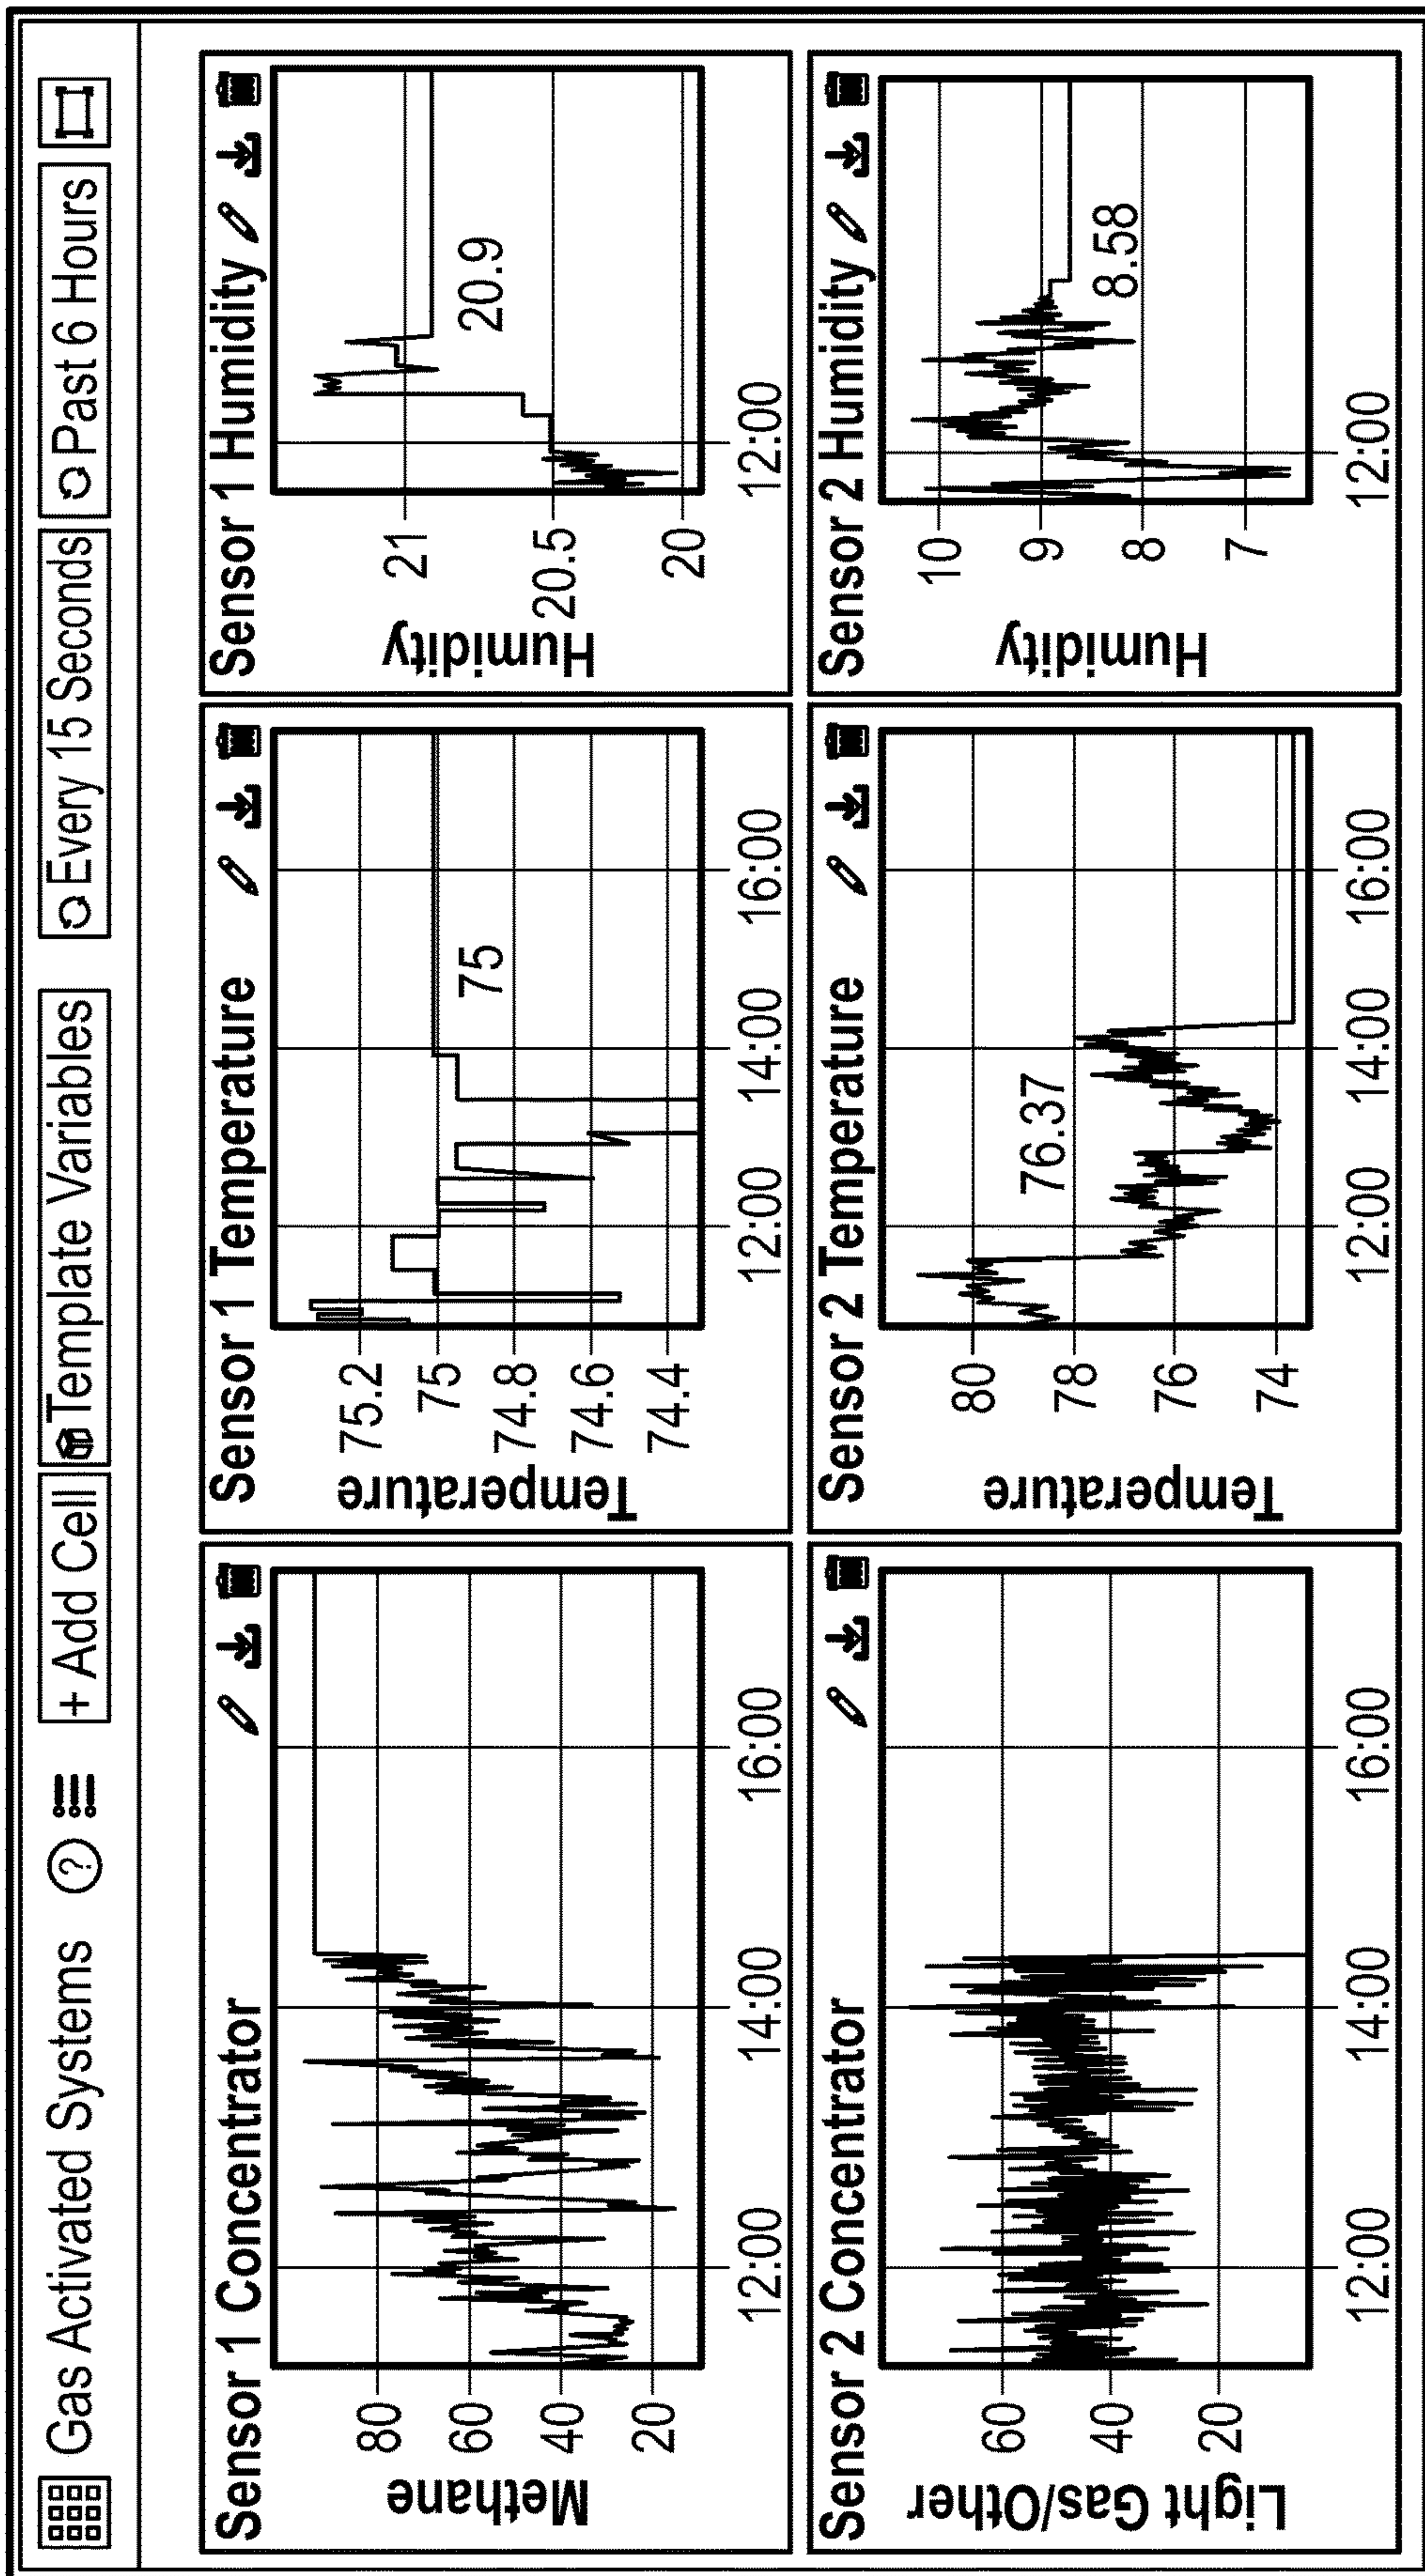 Gas Activated Systems ? + Add Cell Template Variables Every 15 Seconds Past 6 Hours
Sensor 1 Concentrator
Methane
80
60
40
20
12:00 14:00 16:00
Sensor 1 Temperature
Temperature
75.2
75
74.8
74.6
74.4
75
12:00 14:00 16:00
Sensor 1 Humidity
Humidity
21
20.5
20
20.9
12:00
Sensor 2 Concentrator
Light Gas/Other
60
40
20
12:00 14:00 16:00
Sensor 2 Temperature
Temperature
80
78
76
74
76.37
12:00 14:00 16:00
Sensor 2 Humidity
Humidity
10
9
8
7
8.58
12:00